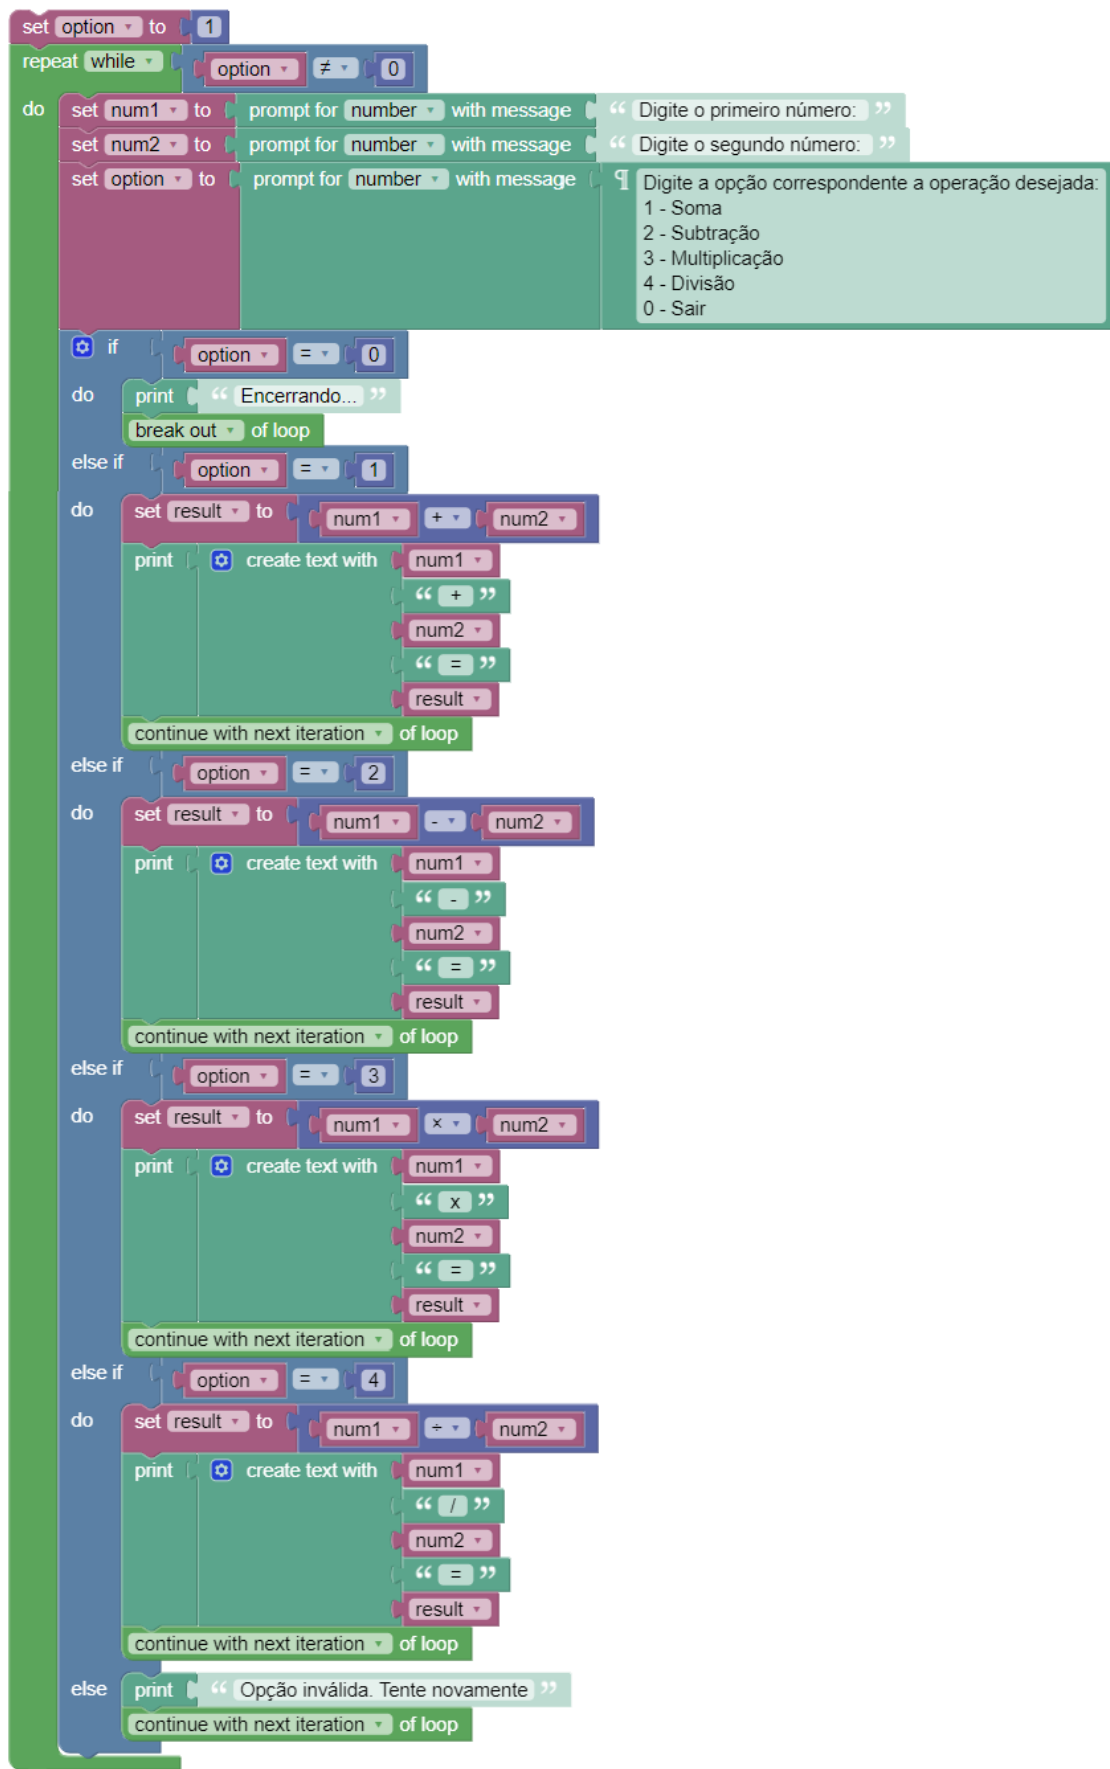 set option to 1
repeat while option ≠ 0
do set num1 to prompt for number with message “ Digite o primeiro número: ”
set num2 to prompt for number with message “ Digite o segundo número: ”
set option to prompt for number with message ¶ Digite a opção correspondente a operação desejada:
1 - Soma
2 - Subtração
3 - Multiplicação
4 - Divisão
0 - Sair
if option = 0
do print “ Encerrando... ”
break out of loop
else if option = 1
do set result to num1 + num2
print create text with num1
“ + ”
num2
“ = ”
result
continue with next iteration of loop
else if option = 2
do set result to num1 - num2
print create text with num1
“ - ”
num2
“ = ”
result
continue with next iteration of loop
else if option = 3
do set result to num1 × num2
print create text with num1
“ x ”
num2
“ = ”
result
continue with next iteration of loop
else if option = 4
do set result to num1 ÷ num2
print create text with num1
“ / ”
num2
“ = ”
result
continue with next iteration of loop
else print “ Opção inválida. Tente novamente ”
continue with next iteration of loop